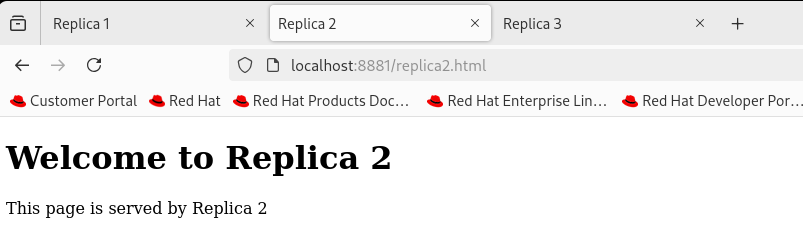 Replica 1 Replica 2 Replica 3
localhost:8881/replica2.html
Customer Portal Red Hat Red Hat Products Doc… Red Hat Enterprise Lin… Red Hat Developer Por…
Welcome to Replica 2
This page is served by Replica 2